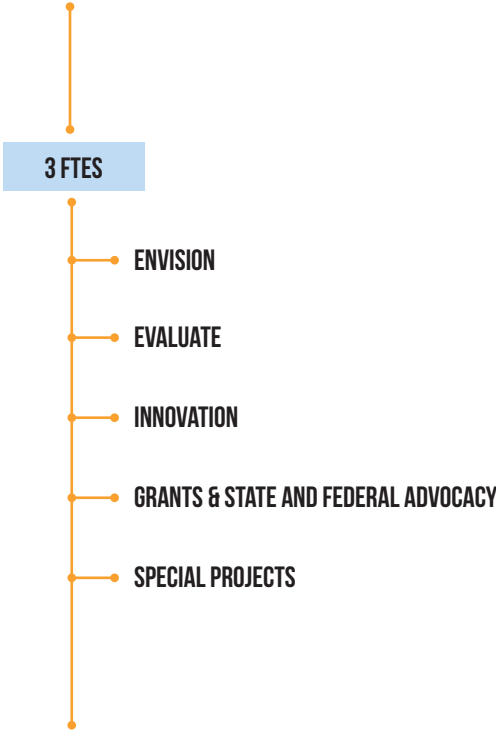 3 FTES
ENVISION
EVALUATE
INNOVATION
GRANTS & STATE AND FEDERAL ADVOCACY
SPECIAL PROJECTS